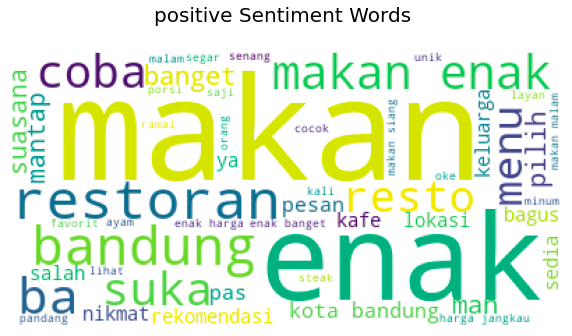 positive Sentiment Words
malam segar senang unik
coba banget makan enak
porsi saji
makan
suasana mantap
ramai ya orang cocok makan siang keluarga oke menu pilih layan makan malam
restoran resto
pesan kali minum
favorit ayam enak harga enak banget kafe lokasi bagus
bandung enak
salah lihat suka pas steak sedia
ba nikmat rekomendasi kota bandung mah
pandang harga jangkau